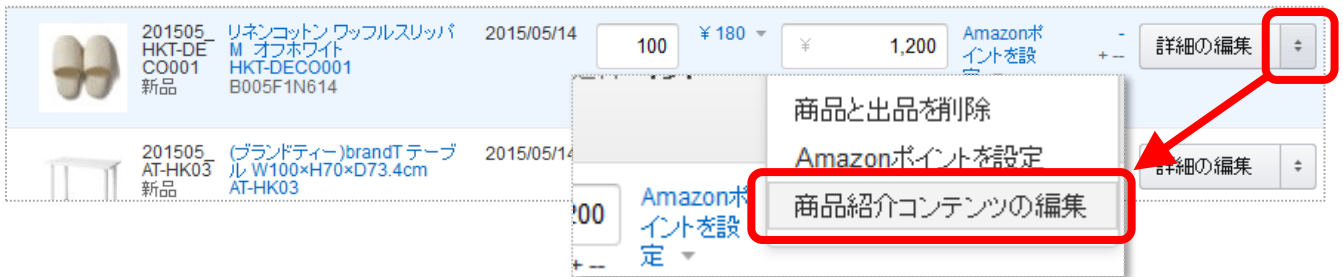 201505_ リネンコットン ワッフルスリッパ 2015/05/14 100 ¥180 ¥ 1,200 Amazonポ - 詳細の編集
HKT-DE M オフホワイト イントを設 + --
CO001 HKT-DECO001
新品 B005F1N614
商品と出品を削除
201505_ (ブランドティー)brandT テーブ 2015/05/14 Amazonポイントを設定 詳細の編集
AT-HK03 ル W100×H70×D73.4cm
新品 AT-HK03
Amazonポ 商品紹介コンテンツの編集
イントを設
定
+ --